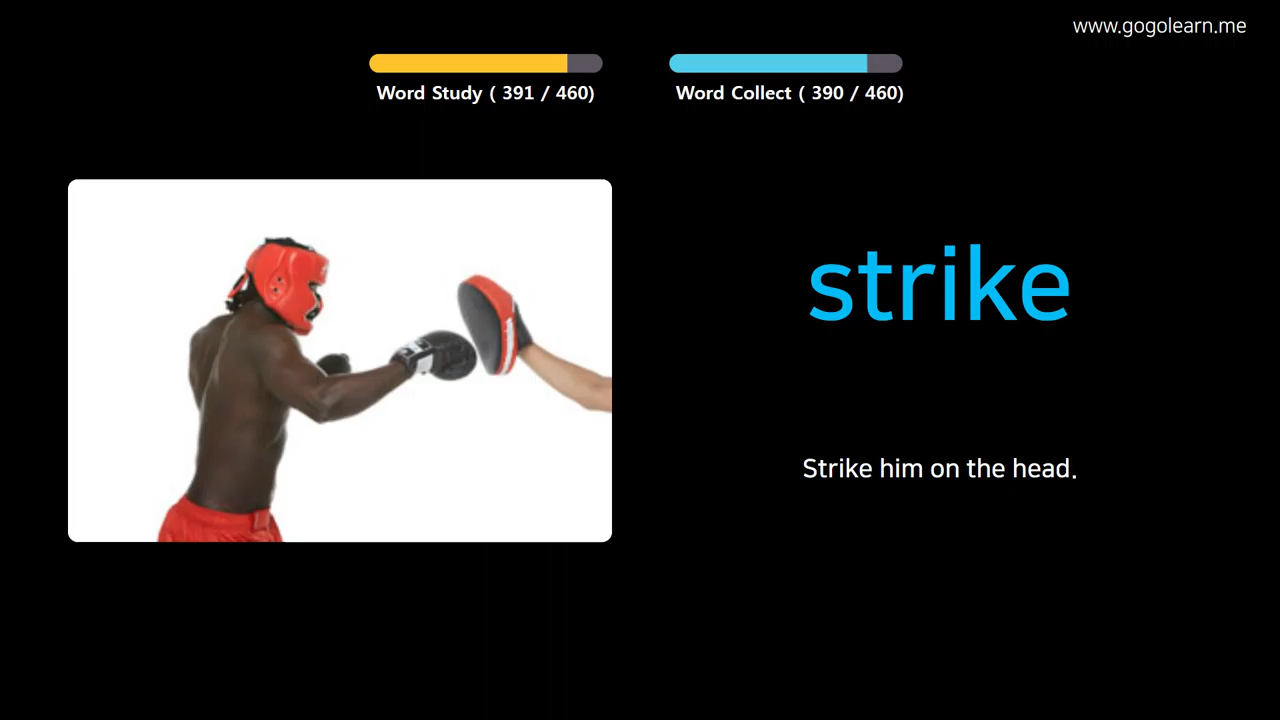 www.gogolearn.me
Word Study ( 391 / 460)
Word Collect ( 390 / 460)
strike
Strike him on the head.